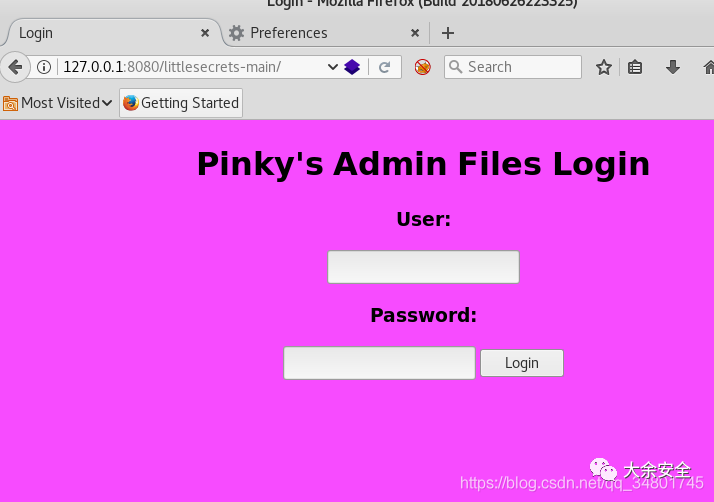 Login - Mozilla Firefox (Build 20180626223325)
Login
Preferences
127.0.0.1:8080/littlesecrets-main/
Search
Most Visited
Getting Started
Pinky's Admin Files Login
User:
Password:
Login
大余安全
https://blog.csdn.net/qq_34801745